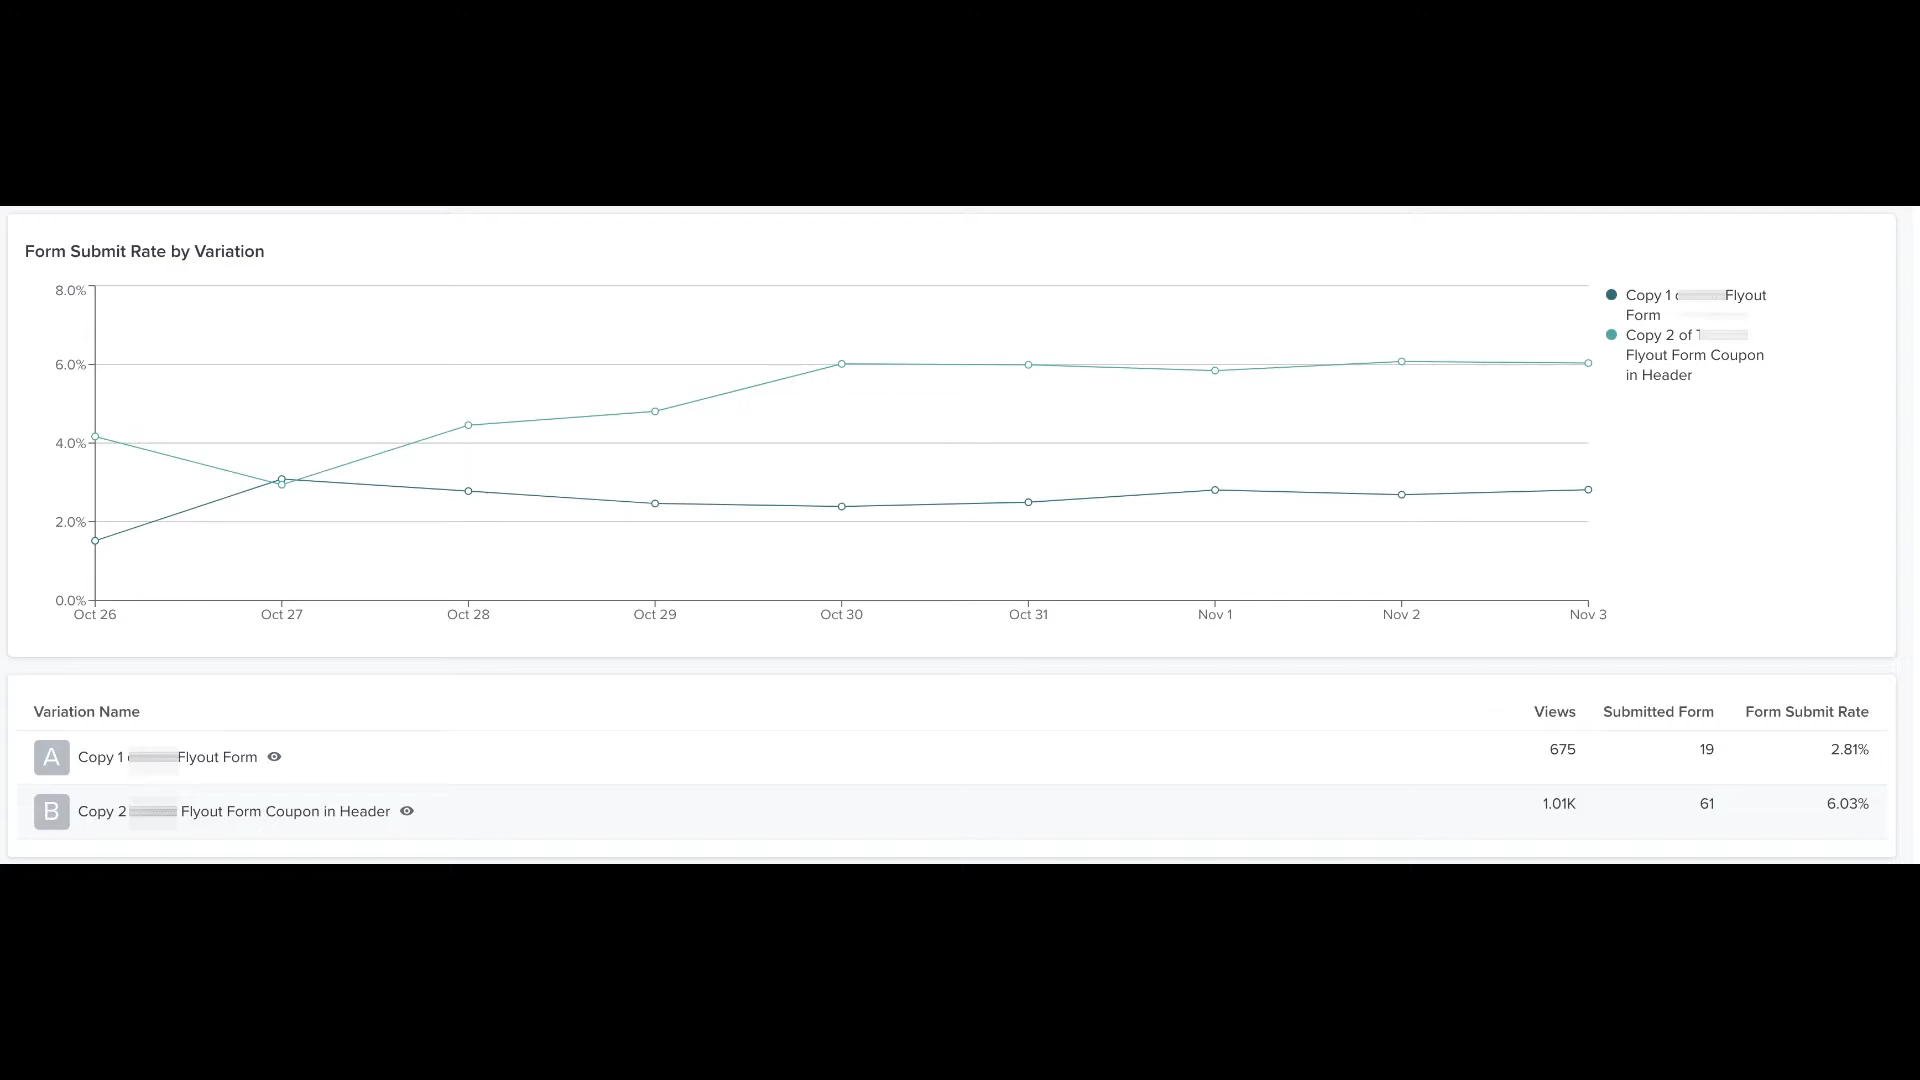 Form Submit Rate by Variation
8.0%
6.0%
4.0%
2.0%
0.0%
Oct 26 Oct 27 Oct 28 Oct 29 Oct 30 Oct 31 Nov 1 Nov 2 Nov 3
Copy 1 Flyout
Form
Copy 2 of
Flyout Form Coupon
in Header
Variation Name Views Submitted Form Form Submit Rate
A Copy 1 Flyout Form 675 19 2.81%
B Copy 2 Flyout Form Coupon in Header 1.01K 61 6.03%